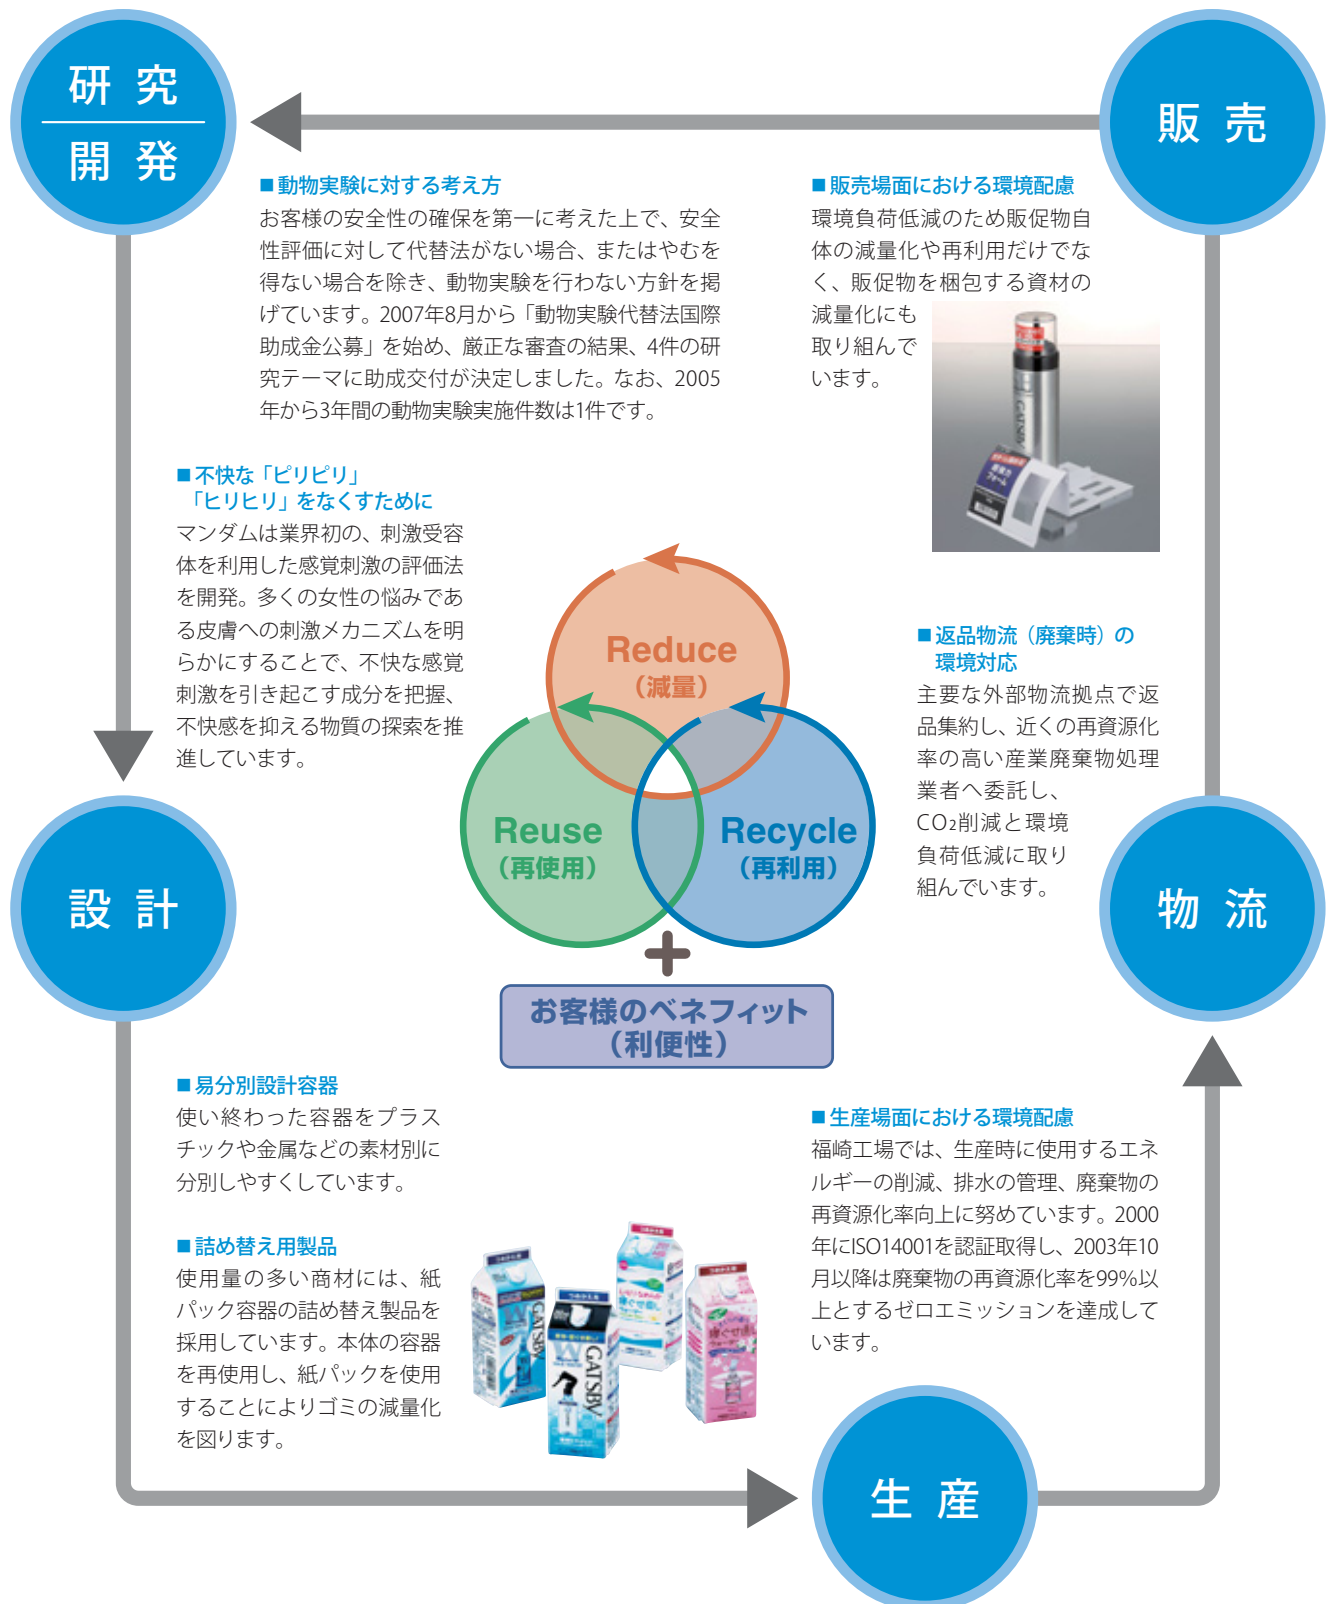 研究
開発
販売
■動物実験に対する考え方
お客様の安全性の確保を第一に考えた上で、安全
性評価に対して代替法がない場合、またはやむを
得ない場合を除き、動物実験を行わない方針を掲
げています。2007年8月から「動物実験代替法国際
助成金公募」を始め、厳正な審査の結果、4件の研
究テーマに助成交付が決定しました。なお、2005
年から3年間の動物実験実施件数は1件です。
■販売場面における環境配慮
環境負荷低減のため販促物自
体の減量化や再利用だけでな
く、販促物を梱包する資材の
減量化にも
取り組んで
います。
GATSBY
■不快な「ピリピリ」
「ヒリヒリ」をなくすために
マンダムは業界初の、刺激受容
体を利用した感覚刺激の評価法
を開発。多くの女性の悩みであ
る皮膚への刺激メカニズムを明
らかにすることで、不快な感覚
刺激を引き起こす成分を把握、
不快感を抑える物質の探索を推
進しています。
Reduce
（減量）
Reuse
（再使用）
Recycle
（再利用）
お客様のベネフィット
（利便性）
■返品物流（廃棄時）の
環境対応
主要な外部物流拠点で返
品集約し、近くの再資源化
率の高い産業廃棄物処理
業者へ委託し、
CO₂削減と環境
負荷低減に取り
組んでいます。
設計
物流
■易分別設計容器
使い終わった容器をプラス
チックや金属などの素材別に
分別しやすくしています。
■詰め替え用製品
使用量の多い商材には、紙
パック容器の詰め替え製品を
採用しています。本体の容器
を再使用し、紙パックを使用
することによりゴミの減量化
を図ります。
GATSBY
GATSBY
■生産場面における環境配慮
福崎工場では、生産時に使用するエネ
ルギーの削減、排水の管理、廃棄物の
再資源化率向上に努めています。2000
年にISO14001を認証取得し、2003年10
月以降は廃棄物の再資源化率を99%以
上とするゼロエミッションを達成して
います。
生産